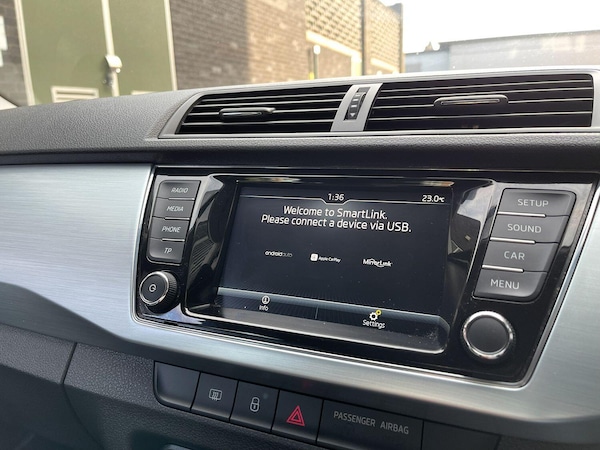 RADIO
MEDIA
PHONE
TP
1:36
23.0°C
Welcome to SmartLink.
Please connect a device via USB.
androidauto
Apple CarPlay
MirrorLink
Info
Settings
SETUP
SOUND
CAR
MENU
PASSENGER AIRBAG